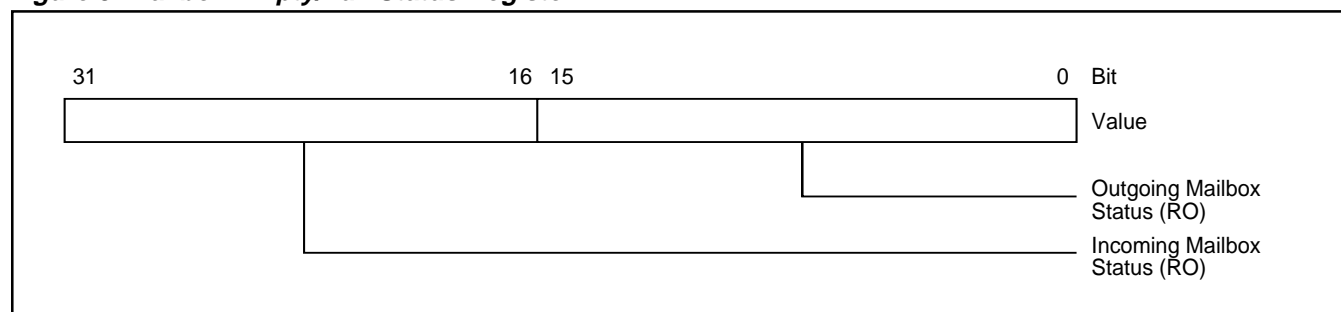 31 16 15 0 Bit
Value
Outgoing Mailbox
Status (RO)
Incoming Mailbox
Status (RO)